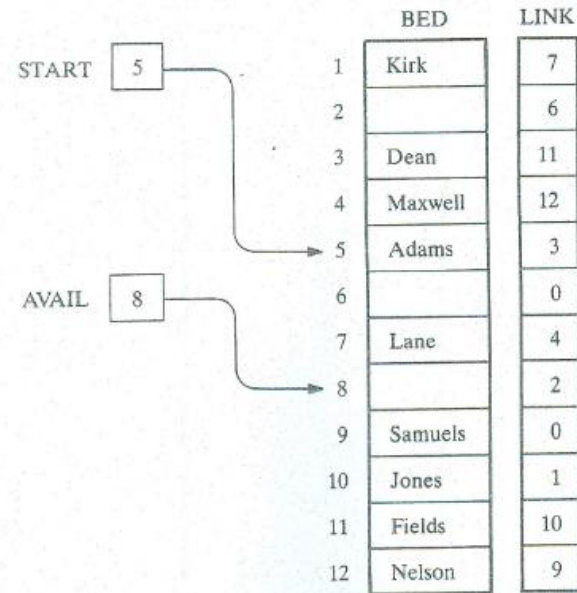 BED LINK
START 5
1 Kirk 7
2 6
3 Dean 11
4 Maxwell 12
5 Adams 3
AVAIL 8
6 0
7 Lane 4
8 2
9 Samuels 0
10 Jones 1
11 Fields 10
12 Nelson 9